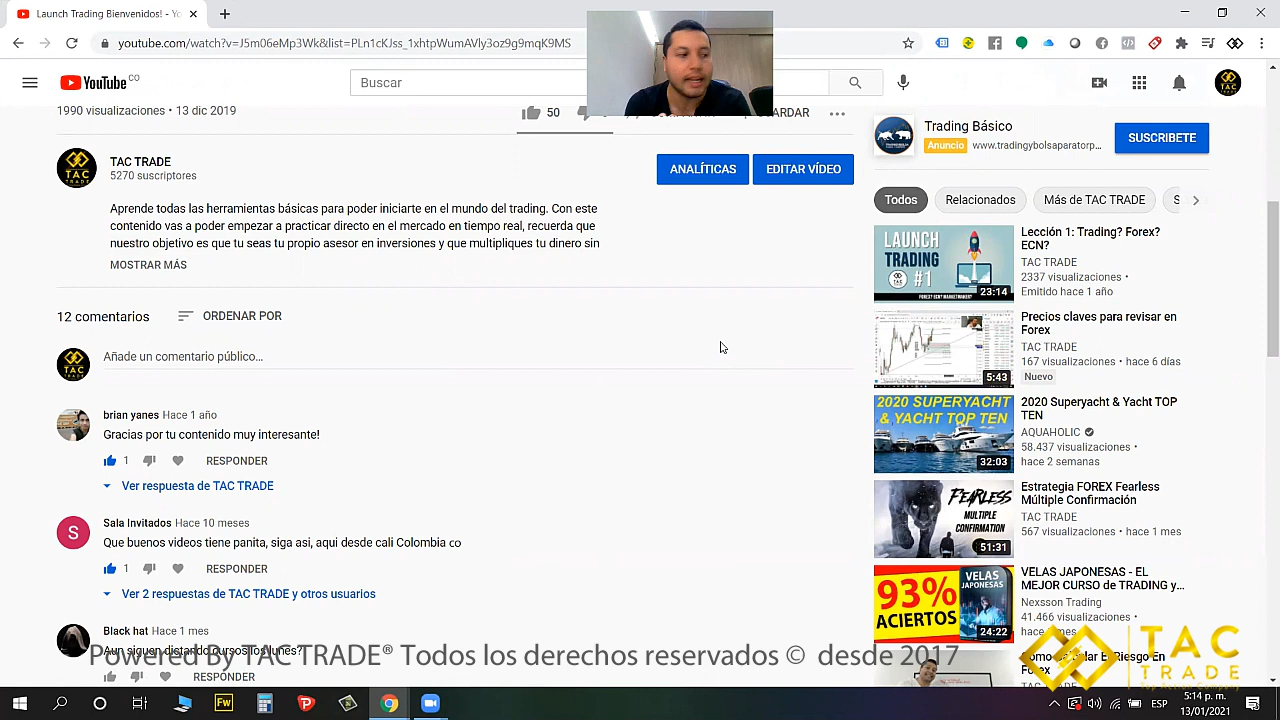 Launch Trading Bienvenidos! - Yo
youtube.com/watch?v=J5m06eMp3Wk&list=PLn1cKJss_1xnlpWumAVly3oz9g9mqK9MS
YouTube CO
Buscar
1990 visualizaciones • 13 dic 2019
50
TAC TRADE
5270 suscriptores
ANALÍTICAS
EDITAR VÍDEO
Aprende todas las herramientas básicas para poder iniciarte en el mundo del trading. Con este
contenido vas a poder empezar a practicar directo en el mercado en tiempo real, recuerda que
nuestro objetivo es que tu seas tu propio asesor en inversiones y que multipliques tu dinero sin
MOSTRAR MÁS
12 comentarios
ORDENAR POR
Añade un comentario público...
brian yanes Hace 1 año
Gracias por tu muy interesante!
1 RESPONDER
Ver respuesta de TAC TRADE
S
Sala Invitados Hace 10 meses
Que buenos videos tiene panita, siga asi, aqui desde cali Colombia co
1 RESPONDER
Ver 2 respuestas de TAC TRADE y otros usuarios
Black hat Hace 1 mes
RESPONDER
Trading Básico
Anuncio www.tradingybolsaparatorp...
SUSCRIBETE
Todos
Relacionados
Más de TAC TRADE
LAUNCH
TRADING
#1
FOREX? ECN? MARKETMAKER?
23:14
Lección 1: Trading? Forex?
ECN?
TAC TRADE
2337 visualizaciones •
Emitido hace 1 año
5:43
Precios claves para revisar en
Forex
TAC TRADE
167 visualizaciones • hace 6 días
Nuevo
2020 SUPERYACHT
& YACHT TOP TEN
32:03
2020 Superyacht & Yacht TOP
TEN
AQUAHOLIC
58.437 visualizaciones •
hace 2 semanas
FEARLESS
MULTIPLE
CONFIRMATION
51:31
Estrategia FOREX Fearless
Múltiple Confirmación
TAC TRADE
567 visualizaciones • hace 1 mes
93%
ACIERTOS
VELAS
JAPONESAS
24:22
VELAS JAPONESAS - EL
MEJOR CURSO de TRADING y...
Nexsson Trading
41.466 visualizaciones •
Powered By TAC TRADE® Todos los derechos reservados © desde 2017
TAC
TRADE
Top Action Company
FW
ESP
5:14 p. m.
13/01/2021